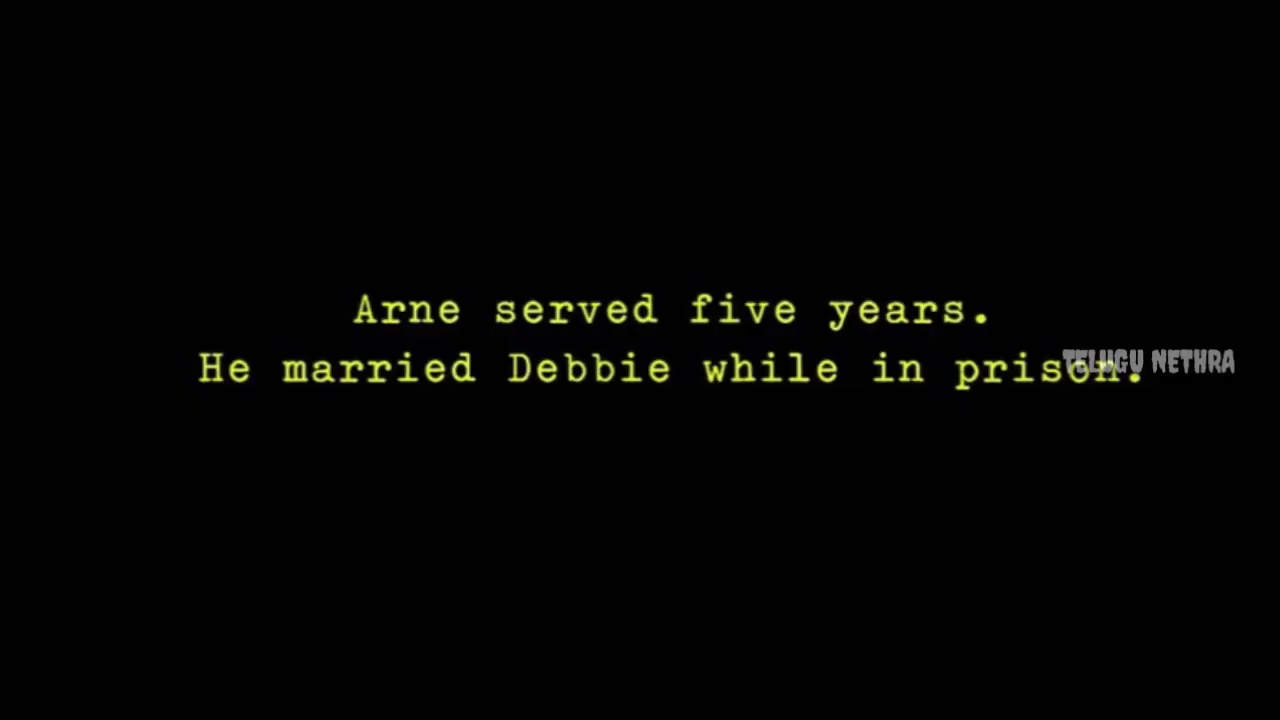 Arne served five years.
He married Debbie while in prison.
TELUGU NETHRA